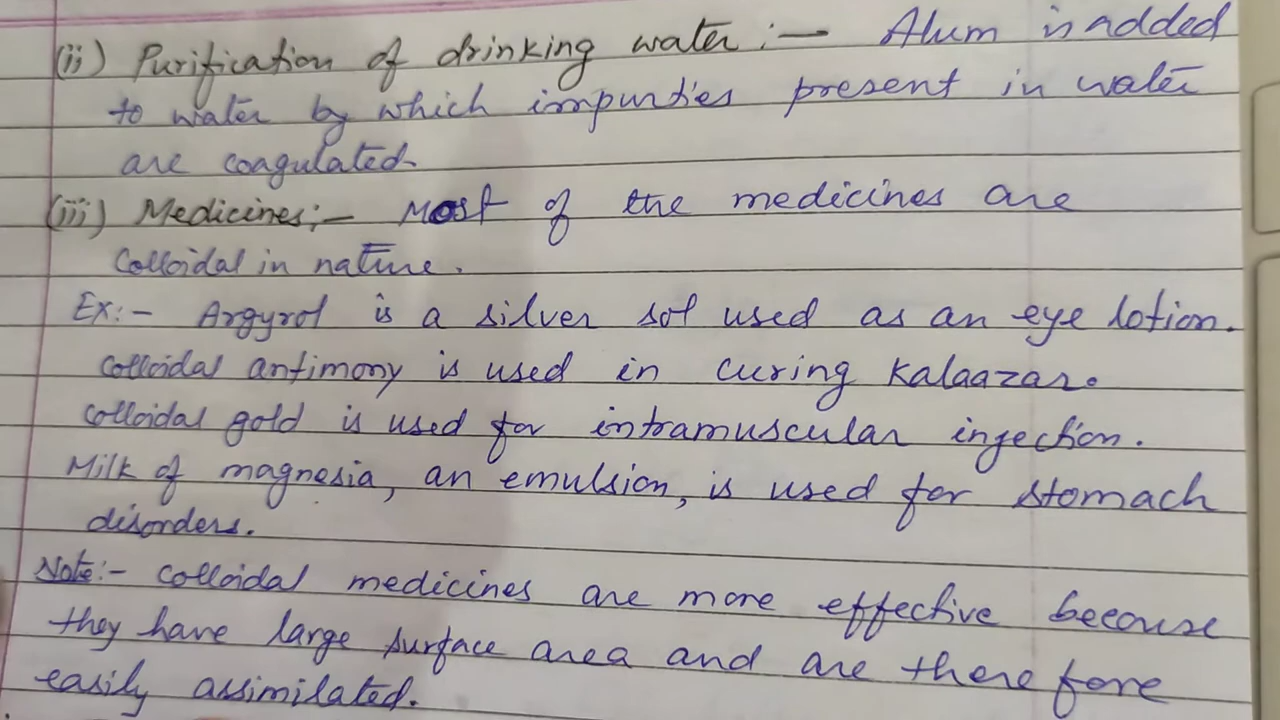 (ii) Purification of drinking water :— Alum is added
to water by which impurties present in water
are coagulated.
(iii) Medicines:— Most of the medicines are
Colloidal in nature.
Ex:- Argyrol is a silver sol used as an eye lotion.
Colloidal antimony is used in curing Kalaazar.
Colloidal gold is used for intramuscular injection.
Milk of magnesia, an emulsion, is used for stomach
disorders.
Note:- Colloidal medicines are more effective because
they have large surface area and are therefore
easily assimilated.